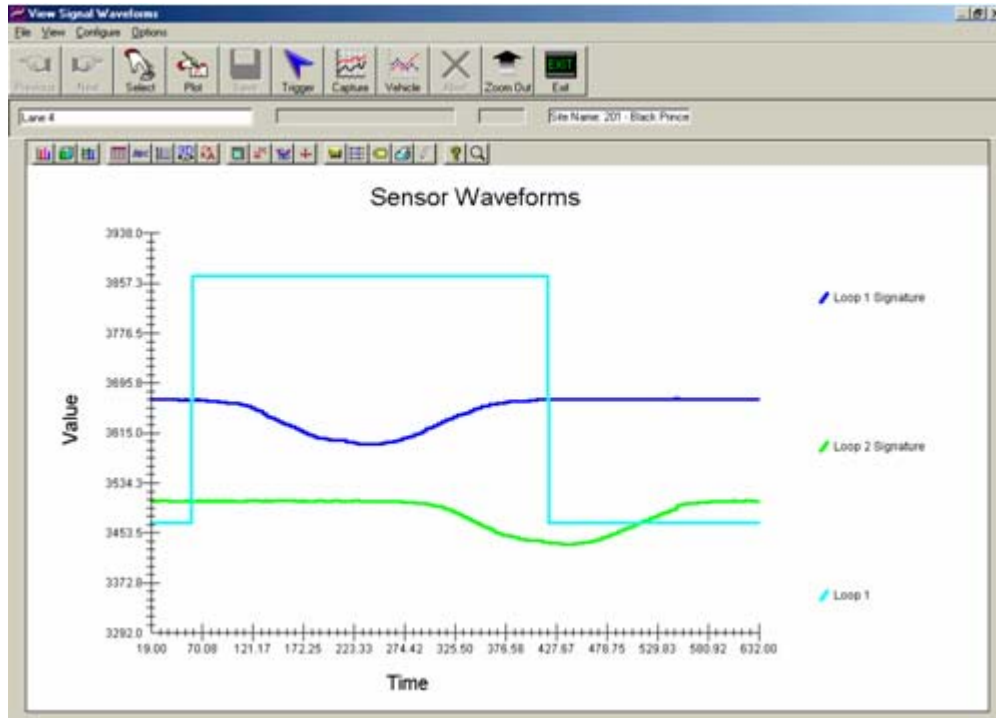 View Signal Waveforms
File View Configure Options
Previous Next Select Plot Save Trigger Capture Vehicle Abort Zoom Out Exit
Lane 4 Site Name: 201 - Black Prince
Sensor Waveforms
3938.0
3857.3
3776.5
3695.8
3615.0
3534.3
3453.5
3372.8
3292.0
Value
19.00 70.08 121.17 172.25 223.33 274.42 325.50 376.58 427.67 478.75 529.83 580.92 632.00
Time
Loop 1 Signature
Loop 2 Signature
Loop 1